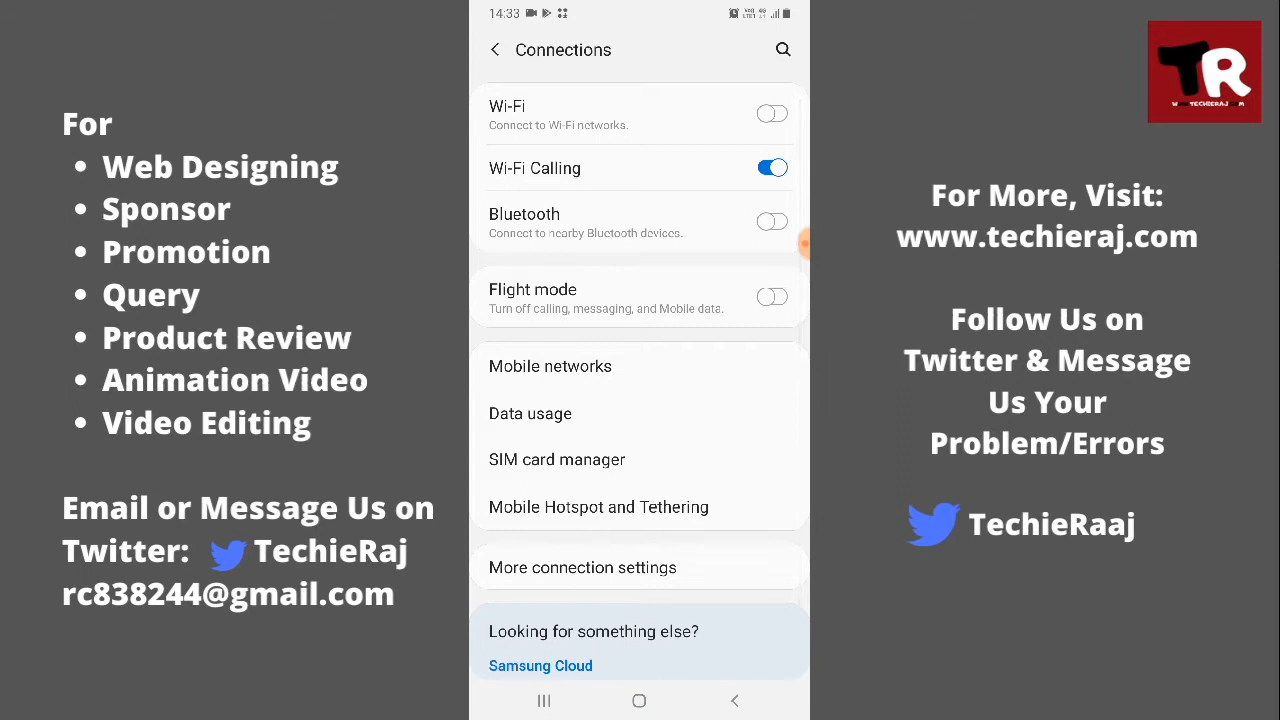 For
• Web Designing
• Sponsor
• Promotion
• Query
• Product Review
• Animation Video
• Video Editing
Email or Message Us on
Twitter: TechieRaj
rc838244@gmail.com
14:33
Connections
Wi-Fi
Connect to Wi-Fi networks.
Wi-Fi Calling
Bluetooth
Connect to nearby Bluetooth devices.
Flight mode
Turn off calling, messaging, and Mobile data.
Mobile networks
Data usage
SIM card manager
Mobile Hotspot and Tethering
More connection settings
Looking for something else?
Samsung Cloud
TR
WWW.TECHIERAJ.COM
For More, Visit:
www.techieraj.com
Follow Us on
Twitter & Message
Us Your
Problem/Errors
TechieRaaj